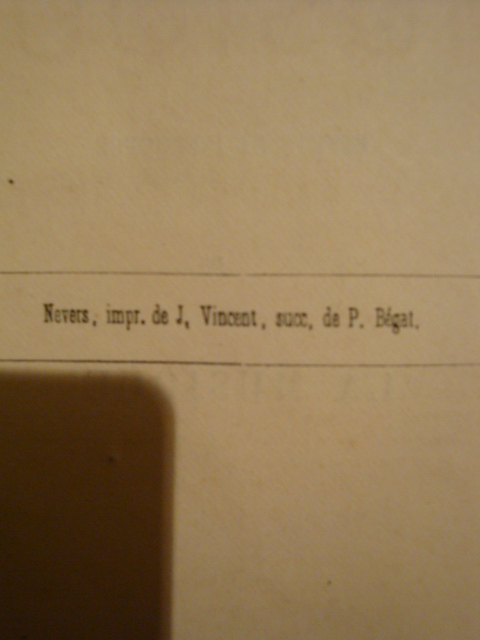 Nevers, impr. de J. Vincent, succ. de P. Bégat.